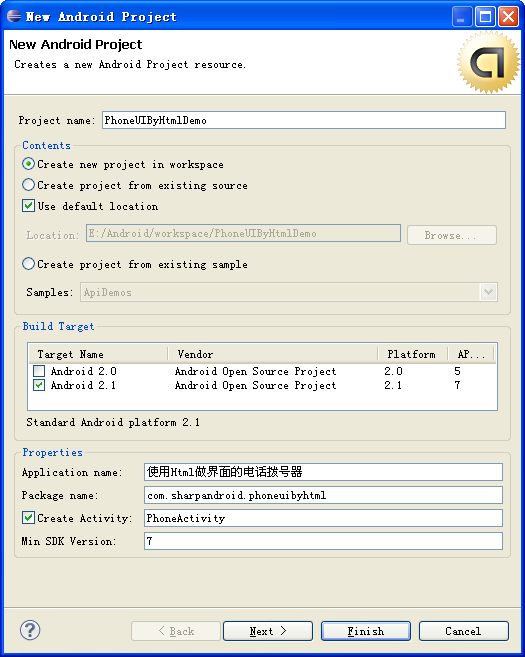 New Android Project
New Android Project
Creates a new Android Project resource.
Project name: PhoneUIByHtmlDemo
Contents
Create new project in workspace
Create project from existing source
Use default location
Location: E:/Android/workspace/PhoneUIByHtmlDemo Browse...
Create project from existing sample
Samples: ApiDemos
Build Target
Target Name Vendor Platform AP...
Android 2.0 Android Open Source Project 2.0 5
Android 2.1 Android Open Source Project 2.1 7
Standard Android platform 2.1
Properties
Application name: 使用Html做界面的电话拨号器
Package name: com.sharpandroid.phoneuibyhtml
Create Activity: PhoneActivity
Min SDK Version: 7
? < Back Next > Finish Cancel